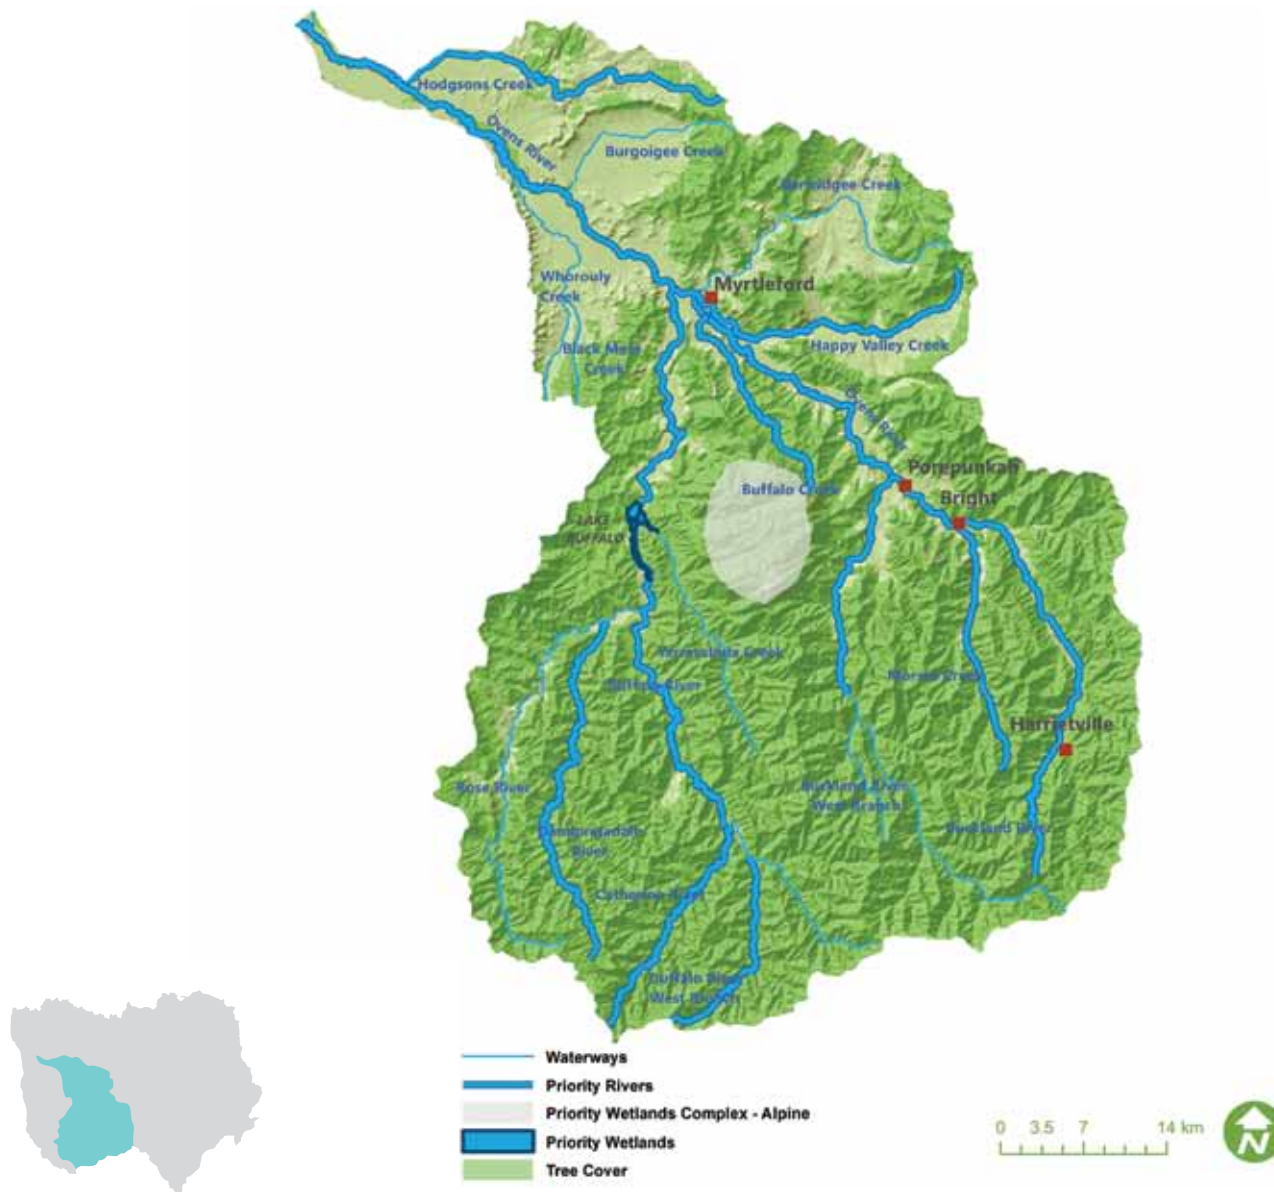 Hodgsons Creek
Ovens River
Burgoigee Creek
Barwidgee Creek
Whorouly
Creek
Myrtleford
Happy Valley Creek
Black
Creek
Ovens River
Porepunkah
Buffalo Creek
Bright
LAKE
BUFFALO
Creek
Buffalo River
Morses Creek
Harrietville
Rose River
Buckland River
West Branch
Dandongadale
River
Buckland River
Catherine River
Buffalo River
West Branch
Waterways
Priority Rivers
Priority Wetlands Complex - Alpine
Priority Wetlands
Tree Cover
0 3.5 7 14 km
N